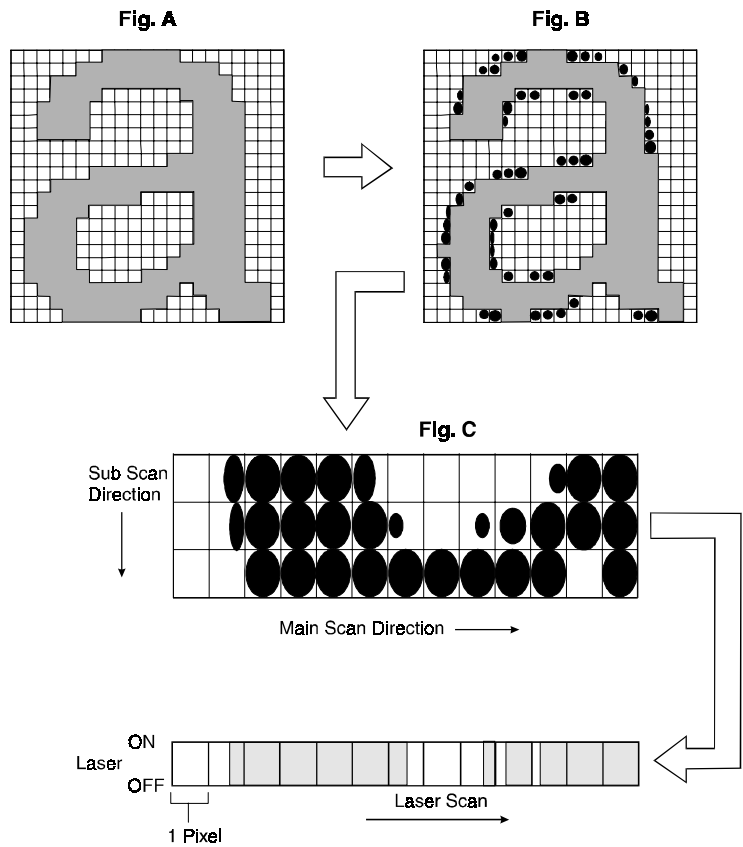 Fig. A
Fig. B
Fig. C
Sub Scan
Direction
Main Scan Direction
ON
Laser
OFF
Laser Scan
1 Pixel